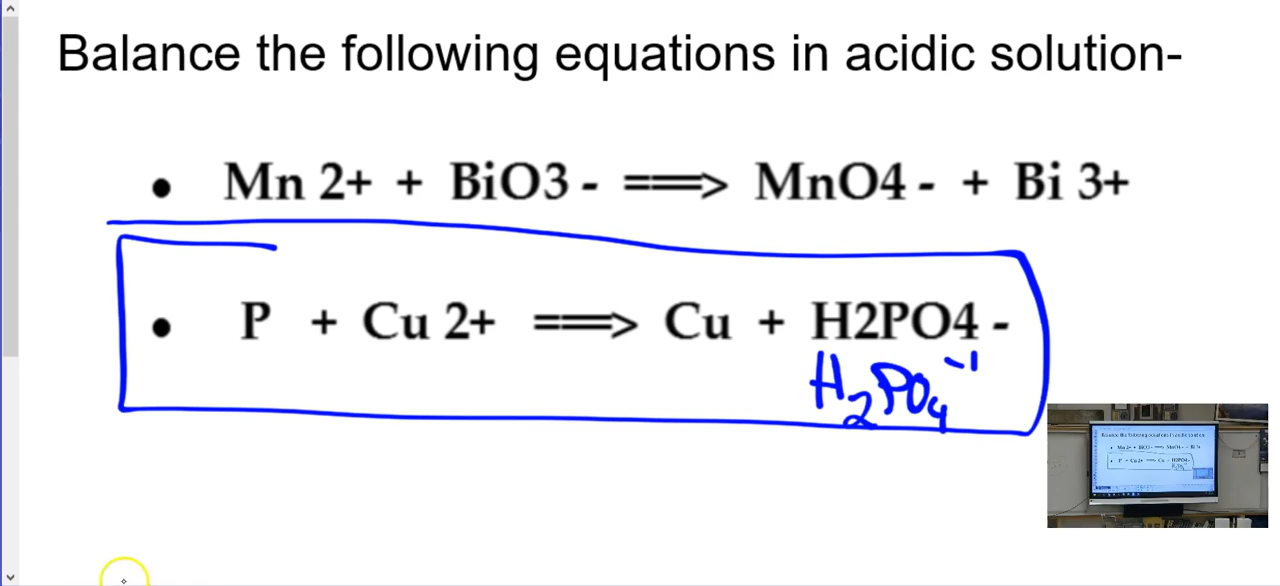 Balance the following equations in acidic solution-
• Mn 2+ + BiO3 - ===> MnO4 - + Bi 3+
• P + Cu 2+ ===> Cu + H2PO4 -
H₂PO₄⁻¹